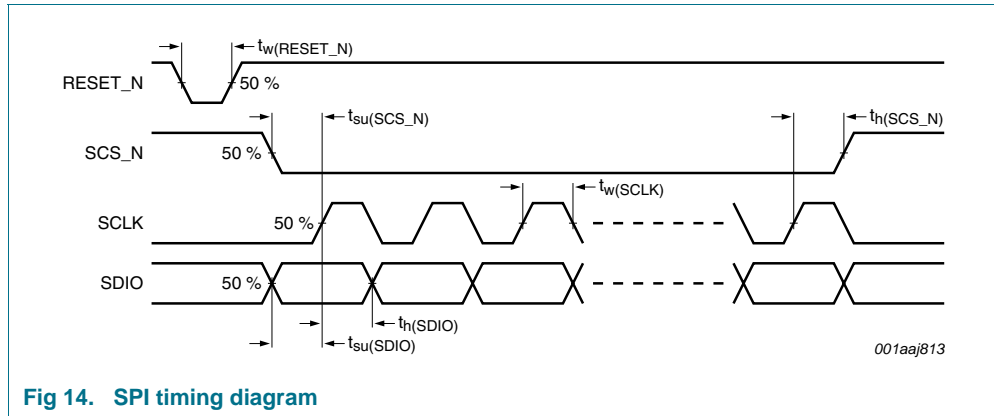 tw(RESET_N)
RESET_N
50 %
tsu(SCS_N)
th(SCS_N)
SCS_N
50 %
tw(SCLK)
SCLK
50 %
SDIO
50 %
th(SDIO)
tsu(SDIO)
001aaj813
Fig 14. SPI timing diagram